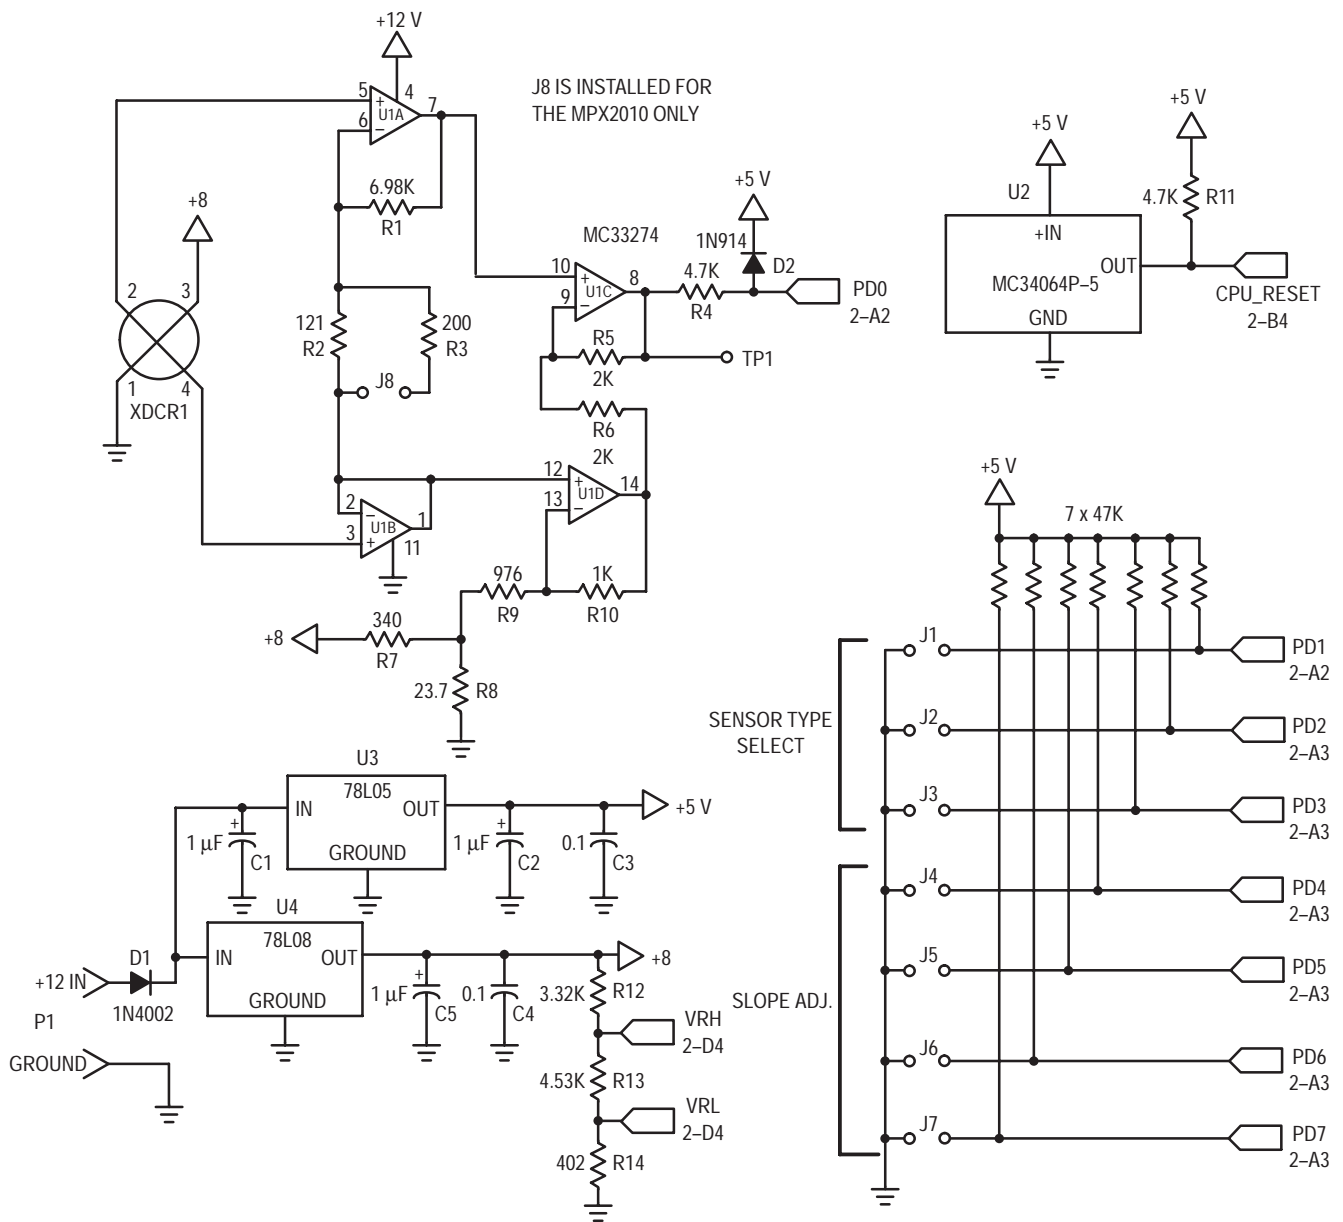 +12 V
J8 IS INSTALLED FOR
THE MPX2010 ONLY
5
4
7
+
U1A
6
–
6.98K
R1
+8
2
3
1
4
XDCR1
121
R2
200
R3
J8
MC33274
10
+
8
9
U1C
–
4.7K
R4
+5 V
1N914
D2
PD0
2–A2
R5
2K
TP1
R6
2K
12
+
14
U1D
13
–
2
–
1
U1B
3
+
11
976
R9
1K
R10
+8
340
R7
23.7
R8
+5 V
U2
+IN
MC34064P–5
OUT
GND
+5 V
4.7K
R11
CPU_RESET
2–B4
+5 V
7 x 47K
SENSOR TYPE
SELECT
J1
PD1
2–A2
J2
PD2
2–A3
J3
PD3
2–A3
SLOPE ADJ.
J4
PD4
2–A3
J5
PD5
2–A3
J6
PD6
2–A3
J7
PD7
2–A3
U3
78L05
IN
OUT
GROUND
+
1 µF
C1
+
1 µF
C2
0.1
C3
+5 V
U4
78L08
IN
OUT
GROUND
+12 IN
D1
1N4002
P1
GROUND
+
1 µF
C5
0.1
C4
+8
3.32K
R12
VRH
2–D4
4.53K
R13
VRL
2–D4
402
R14